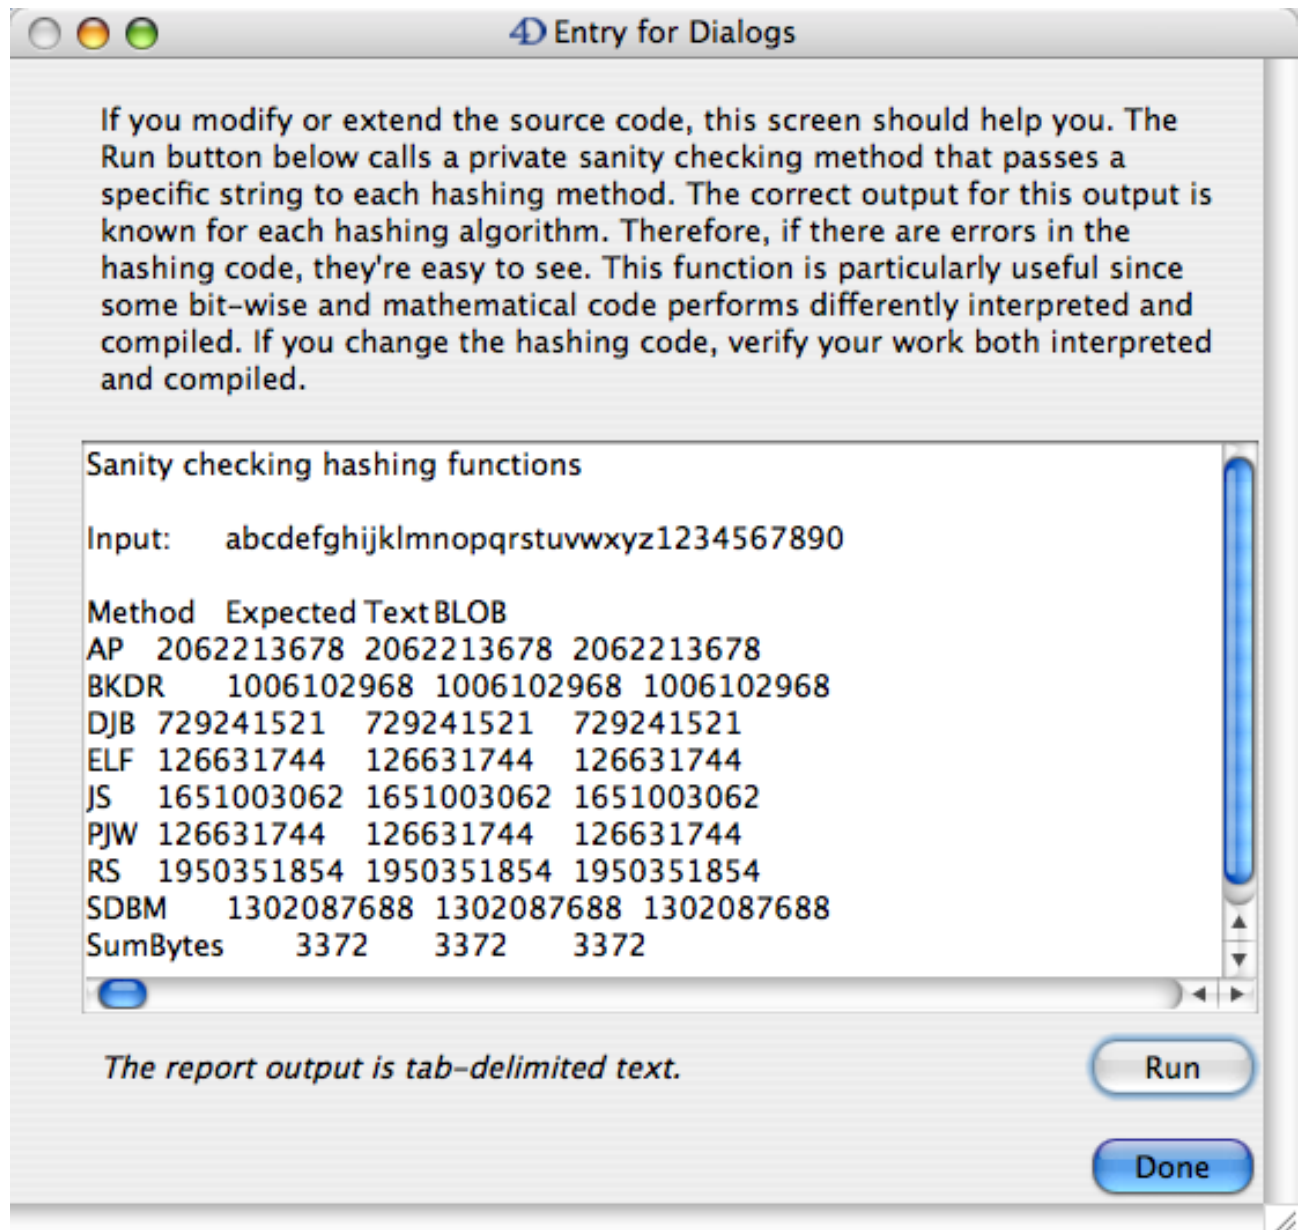 4D Entry for Dialogs
If you modify or extend the source code, this screen should help you. The
Run button below calls a private sanity checking method that passes a
specific string to each hashing method. The correct output for this output is
known for each hashing algorithm. Therefore, if there are errors in the
hashing code, they're easy to see. This function is particularly useful since
some bit-wise and mathematical code performs differently interpreted and
compiled. If you change the hashing code, verify your work both interpreted
and compiled.
Sanity checking hashing functions
Input: abcdefghijklmnopqrstuvwxyz1234567890
Method Expected Text BLOB
AP 2062213678 2062213678 2062213678
BKDR 1006102968 1006102968 1006102968
DJB 729241521 729241521 729241521
ELF 126631744 126631744 126631744
JS 1651003062 1651003062 1651003062
PJW 126631744 126631744 126631744
RS 1950351854 1950351854 1950351854
SDBM 1302087688 1302087688 1302087688
SumBytes 3372 3372 3372
The report output is tab-delimited text.
Run
Done